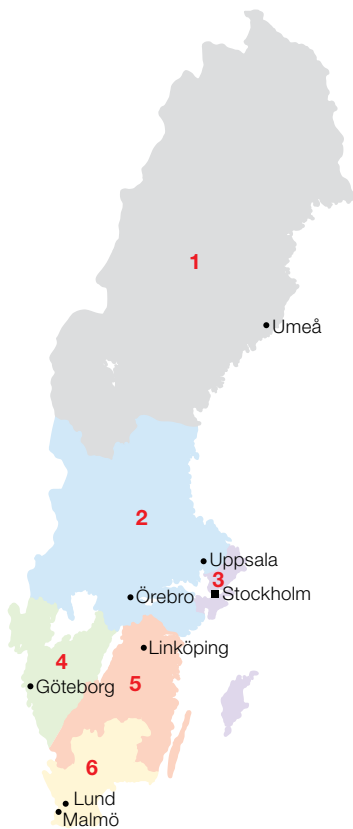 1
Umeå
2
Uppsala
3
Stockholm
Örebro
Linköping
4
5
Göteborg
6
Lund
Malmö